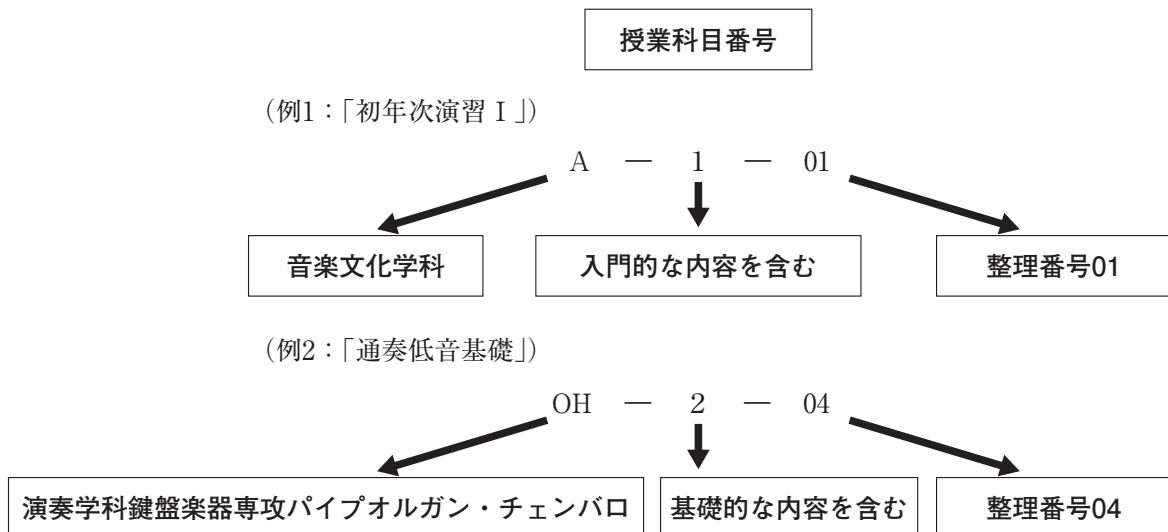 授業科目番号
（例1：「初年次演習Ⅰ」）
A － 1 － 01
音楽文化学科 入門的な内容を含む 整理番号01
（例2：「通奏低音基礎」）
OH － 2 － 04
演奏学科鍵盤楽器専攻パイプオルガン・チェンバロ 基礎的な内容を含む 整理番号04